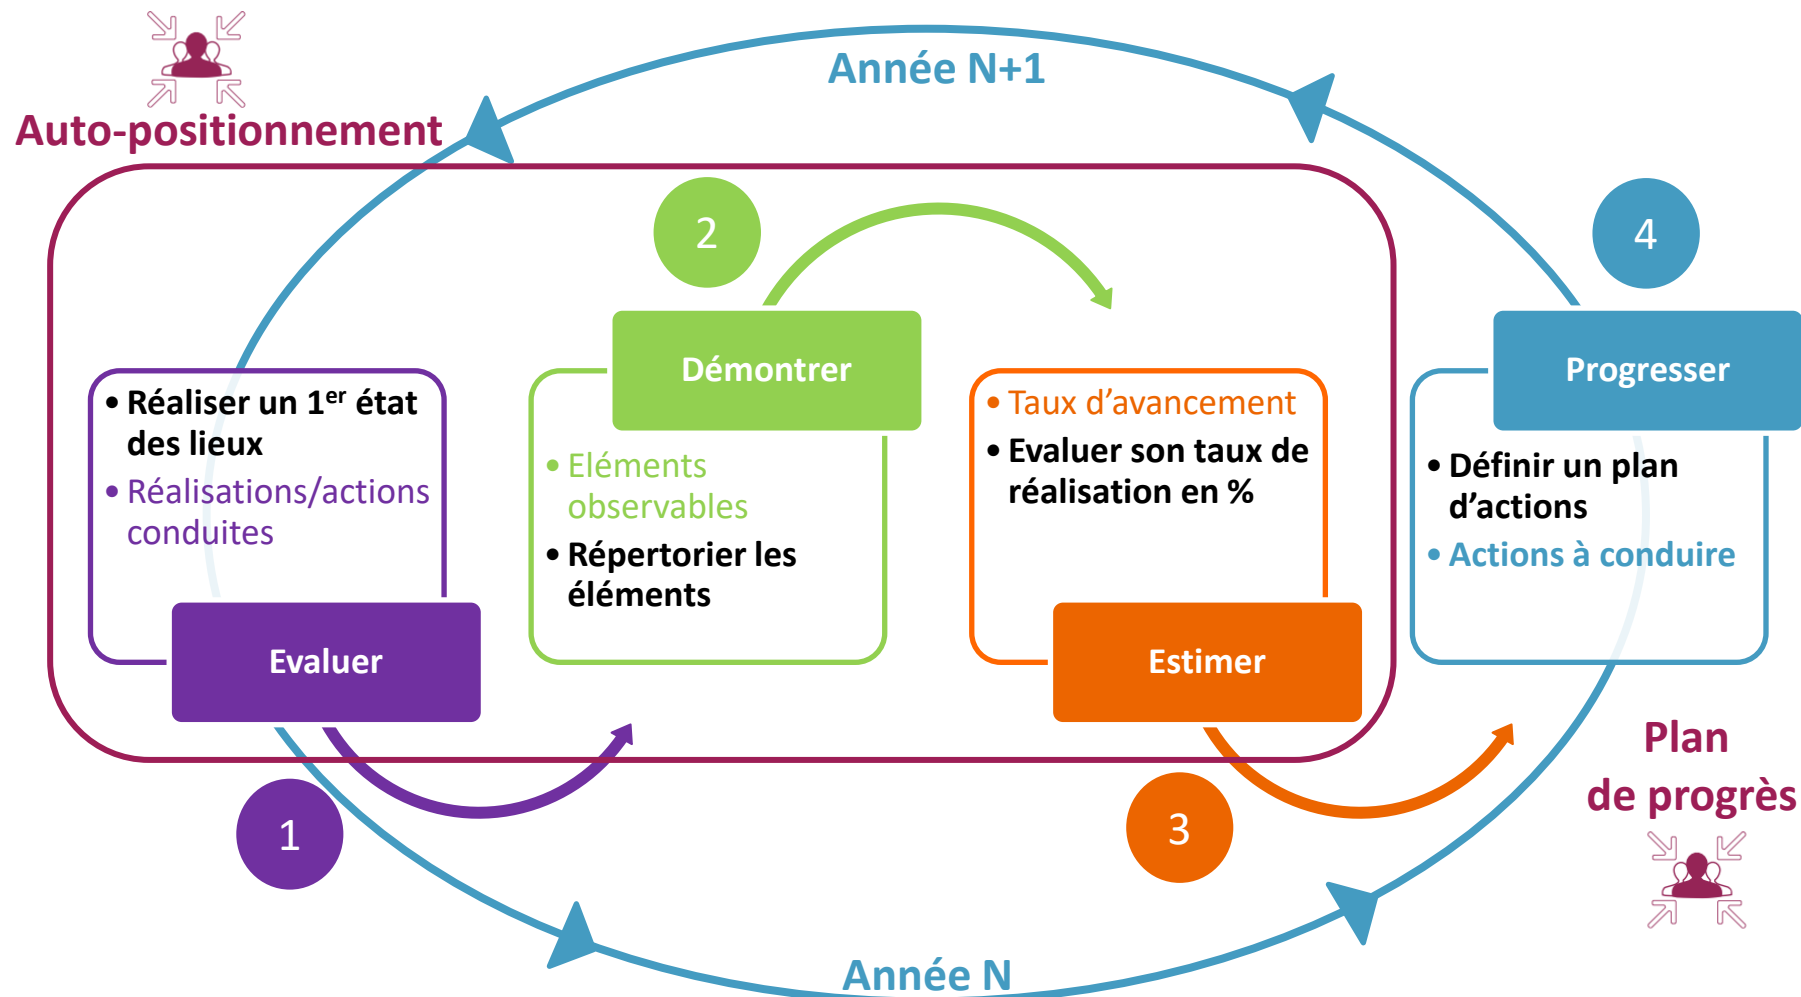 Année N+1
Auto-positionnement
2
4
Démontrer
Progresser
• Réaliser un 1er état
des lieux
• Réalisations/actions
conduites
Evaluer
1
• Eléments
observables
• Répertorier les
éléments
• Taux d’avancement
• Evaluer son taux de
réalisation en %
Estimer
3
• Définir un plan
d’actions
• Actions à conduire
Plan
de progrès
Année N